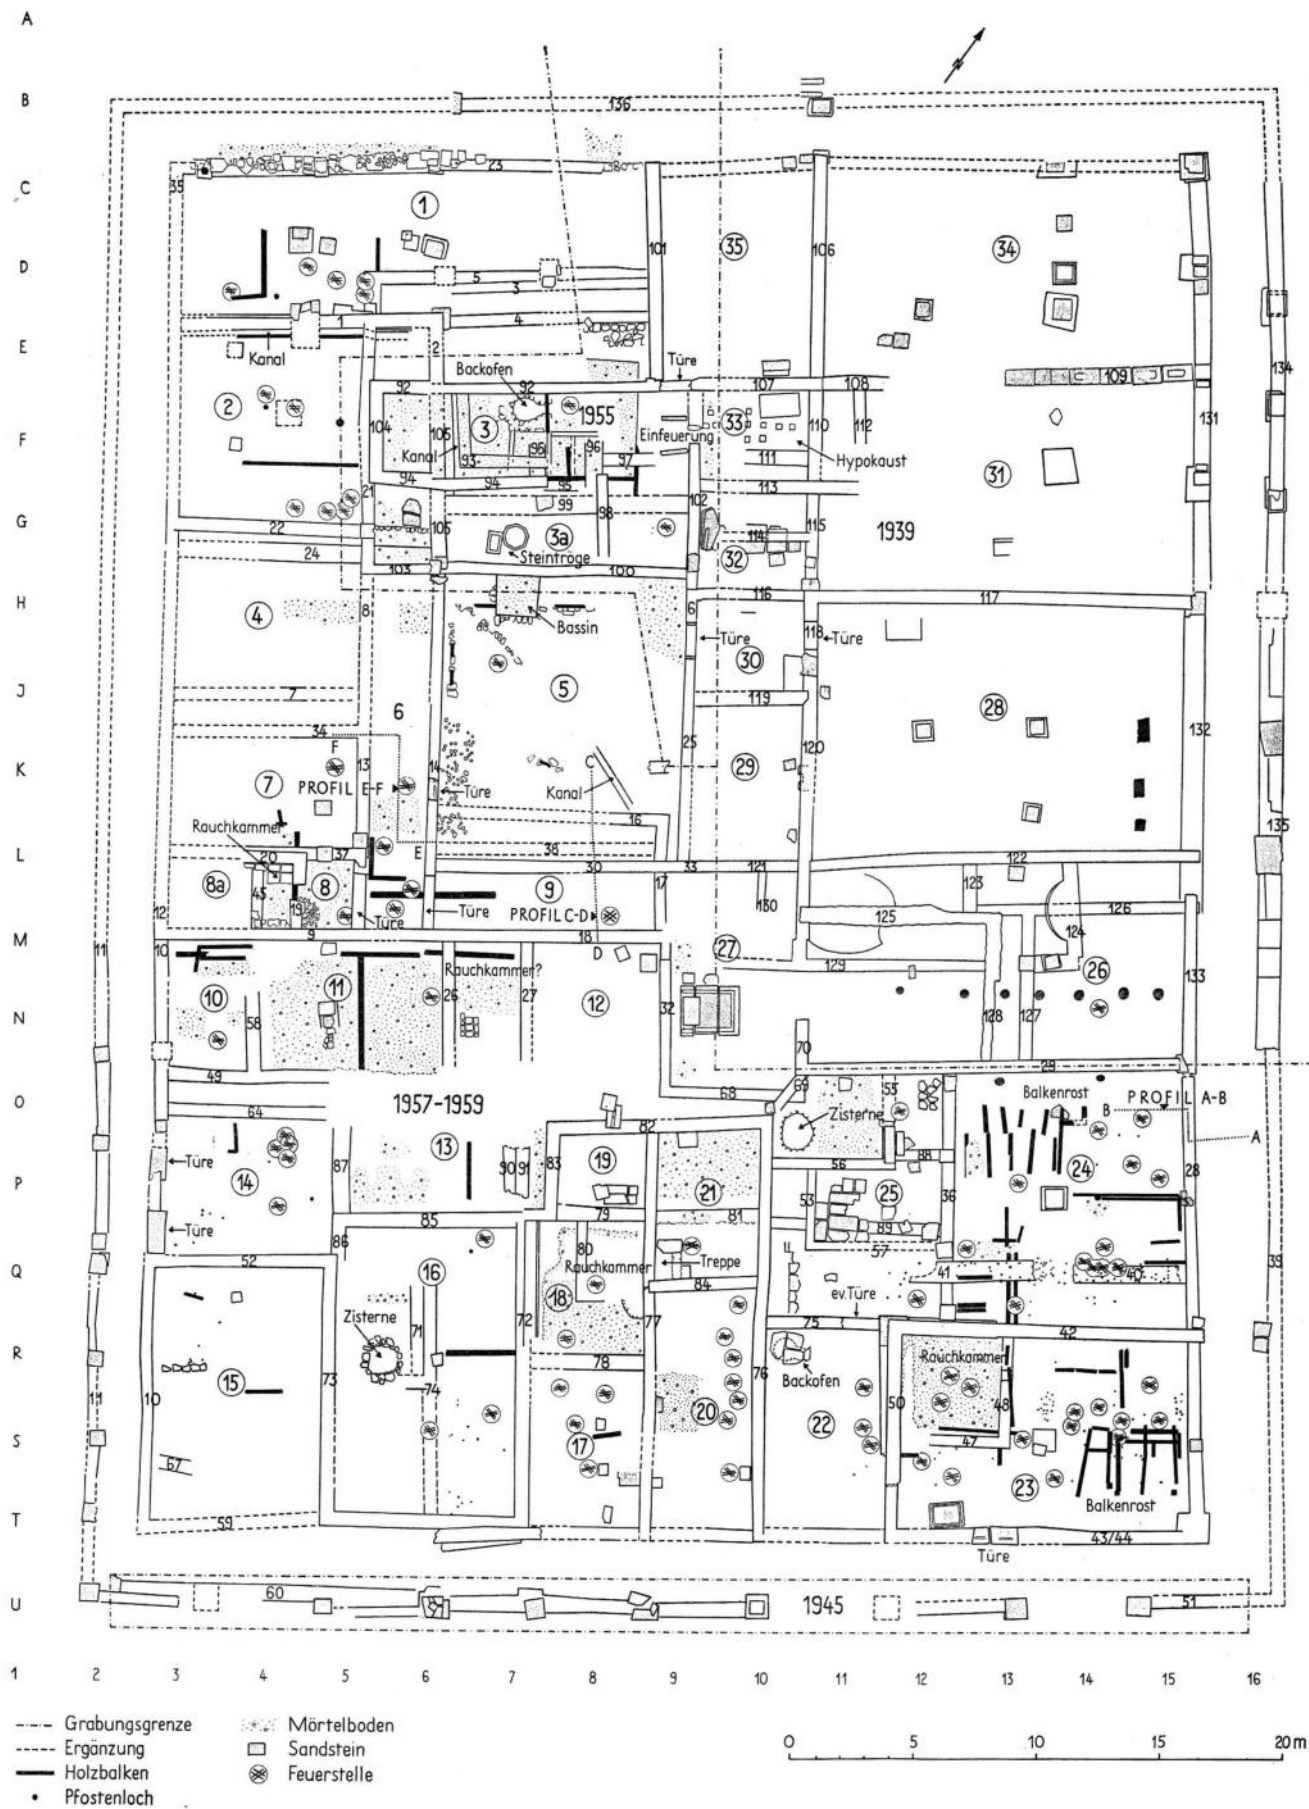 A
B
136
C
35
23
1
101
35
106
34
D
5
3
1
4
E
2
Kanal
Backofen
Türe
134
92
92
107
108
109
131
2
1955
F
104
105
3
Einfeuerung
33
110
112
Kanal
95
96
Hypokaust
93
97
111
31
94
94
95
113
21
99
102
G
22
105
98
115
1939
24
3a
114
Steintröge
32
103
100
H
8
6
116
117
4
Bassin
118
Türe
Türe
30
J
5
7
119
28
6
34
25
120
132
F
K
13
14
C
29
7
PROFIL E-F
Türe
Kanal
Rauchkammer
16
135
L
20
37
E
38
122
30
33
121
8a
45
8
9
17
123
19
130
12
Türe
Türe
PROFIL C-D
125
126
M
9
18
124
11
10
D
27
Rauchkammer?
129
26
133
10
11
26
27
12
N
58
32
128
127
70
49
29
O
68
69
55
Balkenrost
PROFIL A-B
64
1957-1959
82
Zisterne
B
A
Türe
87
13
83
19
88
24
28
P
14
90
91
21
56
36
53
25
Türe
79
81
89
85
57
86
80
Q
52
16
Rauchkammer
Treppe
41
40
39
84
ev. Türe
Zisterne
18
72
77
75
42
71
R
78
76
Rauchkammer
15
73
Backofen
11
10
74
20
50
48
22
S
17
47
67
23
T
Balkenrost
59
43/44
Türe
U
60
1945
51
1 2 3 4 5 6 7 8 9 10 11 12 13 14 15 16
Grabungsgrenze
Mörtelboden
Ergänzung
Sandstein
0 5 10 15 20 m
Holzbalken
Feuerstelle
Pfostenloch